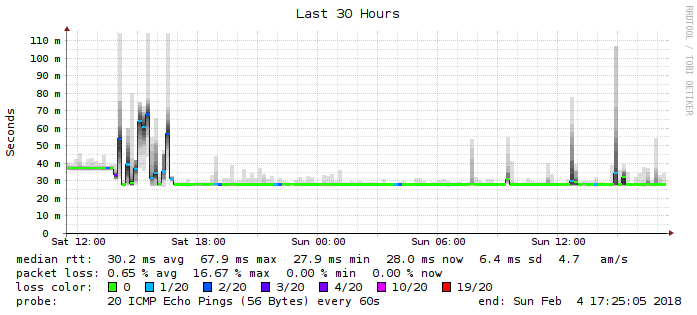 Last 30 Hours
RRDTOOL / TOBI OETIKER
Seconds
110 m
100 m
90 m
80 m
70 m
60 m
50 m
40 m
30 m
20 m
10 m
0
Sat 12:00 Sat 18:00 Sun 00:00 Sun 06:00 Sun 12:00
median rtt: 30.2 ms avg 67.9 ms max 27.9 ms min 28.0 ms now 6.4 ms sd 4.7 am/s
packet loss: 0.65 % avg 16.67 % max 0.00 % min 0.00 % now
loss color: 0 1/20 2/20 3/20 4/20 10/20 19/20
probe: 20 ICMP Echo Pings (56 Bytes) every 60s end: Sun Feb 4 17:25:05 2018